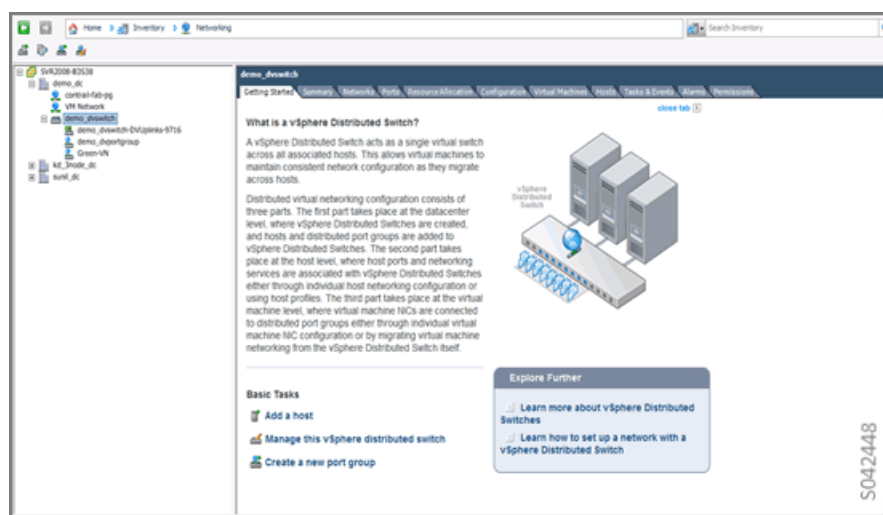 Home Inventory Networking
Search Inventory
SVR2008-B3S38
demo_dc
contrail-fab-pg
VM Network
demo_dvswitch
demo_dvswitch-DVUplinks-9716
demo_dvportgroup
Green-VN
kd_3node_dc
sunil_dc
demo_dvswitch
Getting Started Summary Networks Ports Resource Allocation Configuration Virtual Machines Hosts Tasks & Events Alarms Permissions
close tab
What is a vSphere Distributed Switch?
A vSphere Distributed Switch acts as a single virtual switch
across all associated hosts. This allows virtual machines to
maintain consistent network configuration as they migrate
across hosts.
Distributed virtual networking configuration consists of
three parts. The first part takes place at the datacenter
level, where vSphere Distributed Switches are created,
and hosts and distributed port groups are added to
vSphere Distributed Switches. The second part takes
place at the host level, where host ports and networking
services are associated with vSphere Distributed Switches
either through individual host networking configuration or
using host profiles. The third part takes place at the virtual
machine level, where virtual machine NICs are connected
to distributed port groups either through individual virtual
machine NIC configuration or by migrating virtual machine
networking from the vSphere Distributed Switch itself.
vSphere
Distributed
Switch
Basic Tasks
Add a host
Manage this vSphere distributed switch
Create a new port group
Explore Further
Learn more about vSphere Distributed
Switches
Learn how to set up a network with a
vSphere Distributed Switch
S042448